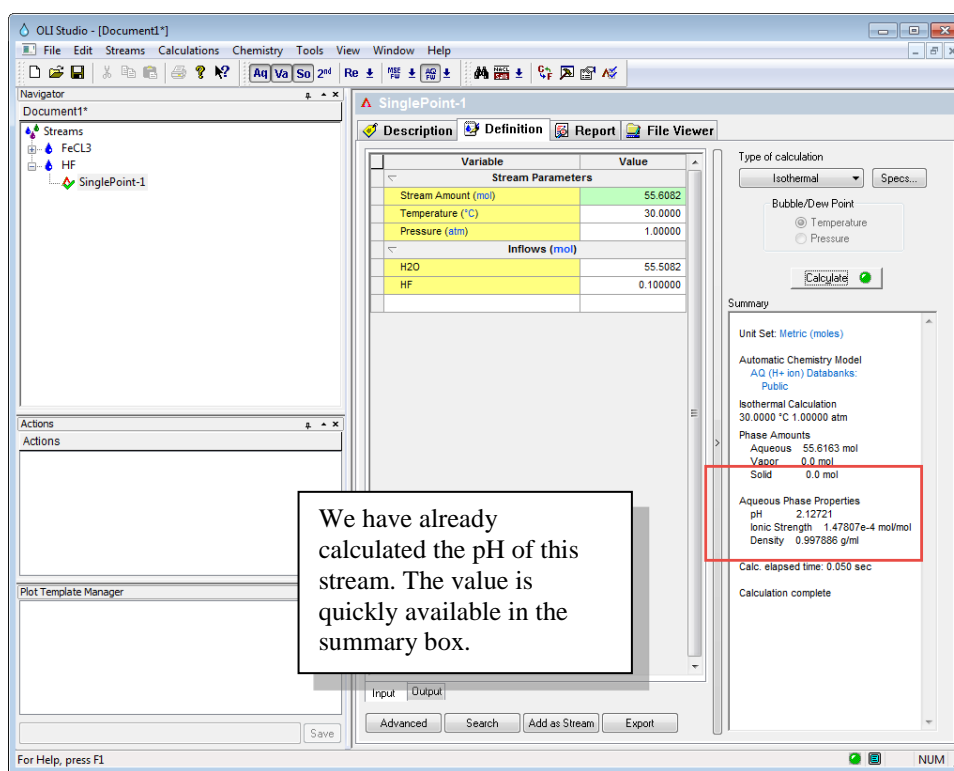 OLI Studio - [Document1*]
File Edit Streams Calculations Chemistry Tools View Window Help
Aq Va So 2nd Re
Navigator
Document1*
Streams
FeCL3
HF
SinglePoint-1
Actions
Actions
Plot Template Manager
Save
SinglePoint-1
Description Definition Report File Viewer
Variable Value
Stream Parameters
Stream Amount (mol) 55.6082
Temperature (°C) 30.0000
Pressure (atm) 1.00000
Inflows (mol)
H2O 55.5082
HF 0.100000
We have already
calculated the pH of this
stream. The value is
quickly available in the
summary box.
Input Output
Advanced Search Add as Stream Export
Type of calculation
Isothermal Specs...
Bubble/Dew Point
Temperature
Pressure
Calculate
Summary
Unit Set: Metric (moles)
Automatic Chemistry Model
AQ (H+ ion) Databanks:
Public
Isothermal Calculation
30.0000 °C 1.00000 atm
Phase Amounts
Aqueous 55.6163 mol
Vapor 0.0 mol
Solid 0.0 mol
Aqueous Phase Properties
pH 2.12721
Ionic Strength 1.47807e-4 mol/mol
Density 0.997886 g/ml
Calc. elapsed time: 0.050 sec
Calculation complete
For Help, press F1
NUM